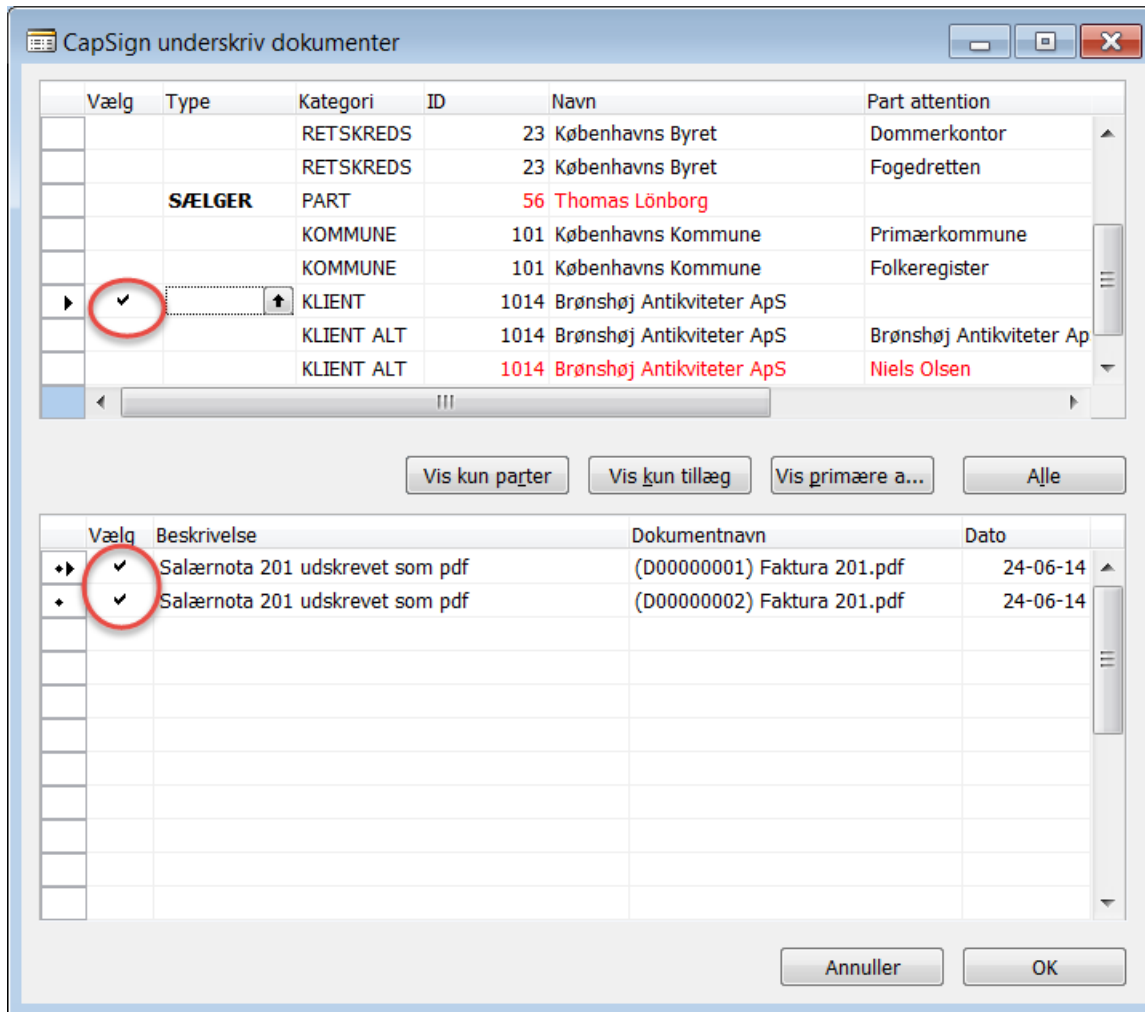 CapSign underskriv dokumenter
Vælg Type Kategori ID Navn Part attention
RETSKREDS 23 Københavns Byret Dommerkontor
RETSKREDS 23 Københavns Byret Fogedretten
SÆLGER PART 56 Thomas Lönborg
KOMMUNE 101 Københavns Kommune Primærkommune
KOMMUNE 101 Københavns Kommune Folkeregister
KLIENT 1014 Brønshøj Antikviteter ApS
KLIENT ALT 1014 Brønshøj Antikviteter ApS Brønshøj Antikviteter Ap
KLIENT ALT 1014 Brønshøj Antikviteter ApS Niels Olsen
Vis kun parter Vis kun tillæg Vis primære a... Alle
Vælg Beskrivelse Dokumentnavn Dato
Salærnota 201 udskrevet som pdf (D00000001) Faktura 201.pdf 24-06-14
Salærnota 201 udskrevet som pdf (D00000002) Faktura 201.pdf 24-06-14
Annuller OK